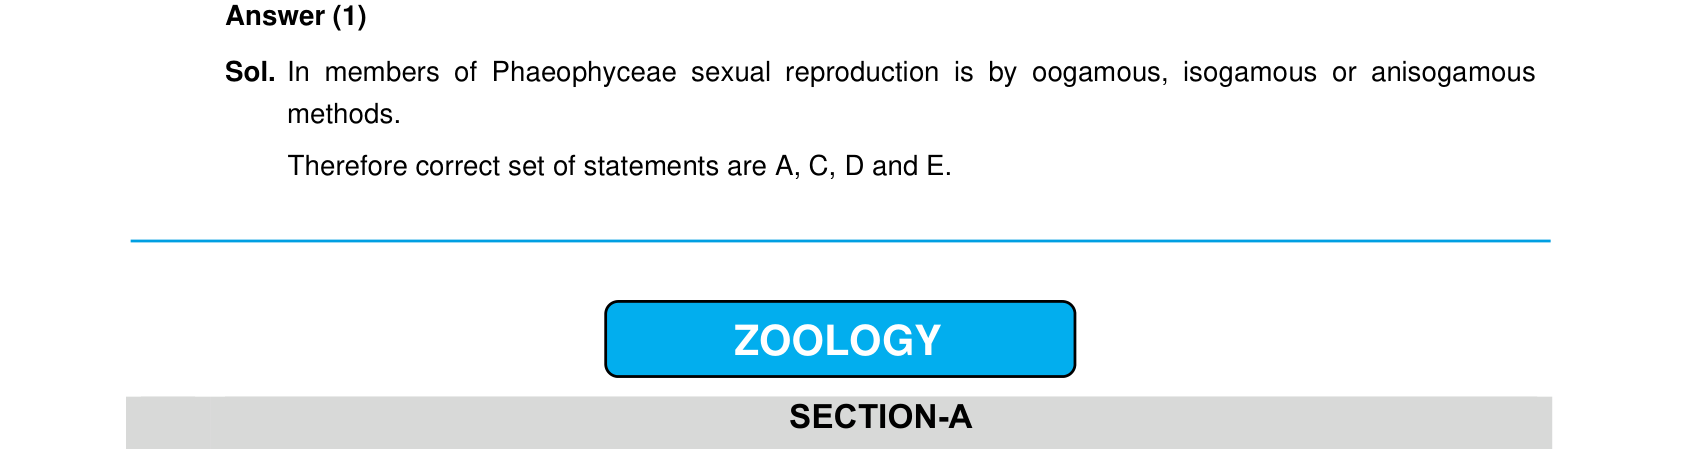 Answer (1)
Sol. In members of Phaeophyceae sexual reproduction is by oogamous, isogamous or anisogamous
methods.
Therefore correct set of statements are A, C, D and E.
ZOOLOGY
SECTION-A